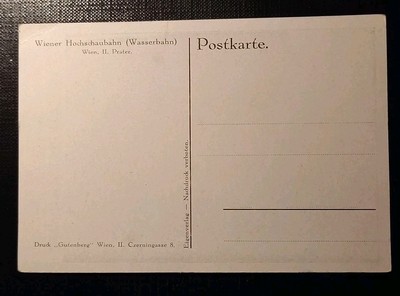 Wiener Hochschaubahn (Wasserbahn)
Wien, II. Prater.
Postkarte.
Eigenverlag — Nachdruck verboten.
Druck „Gutenberg" Wien, II. Czerningasse 8.